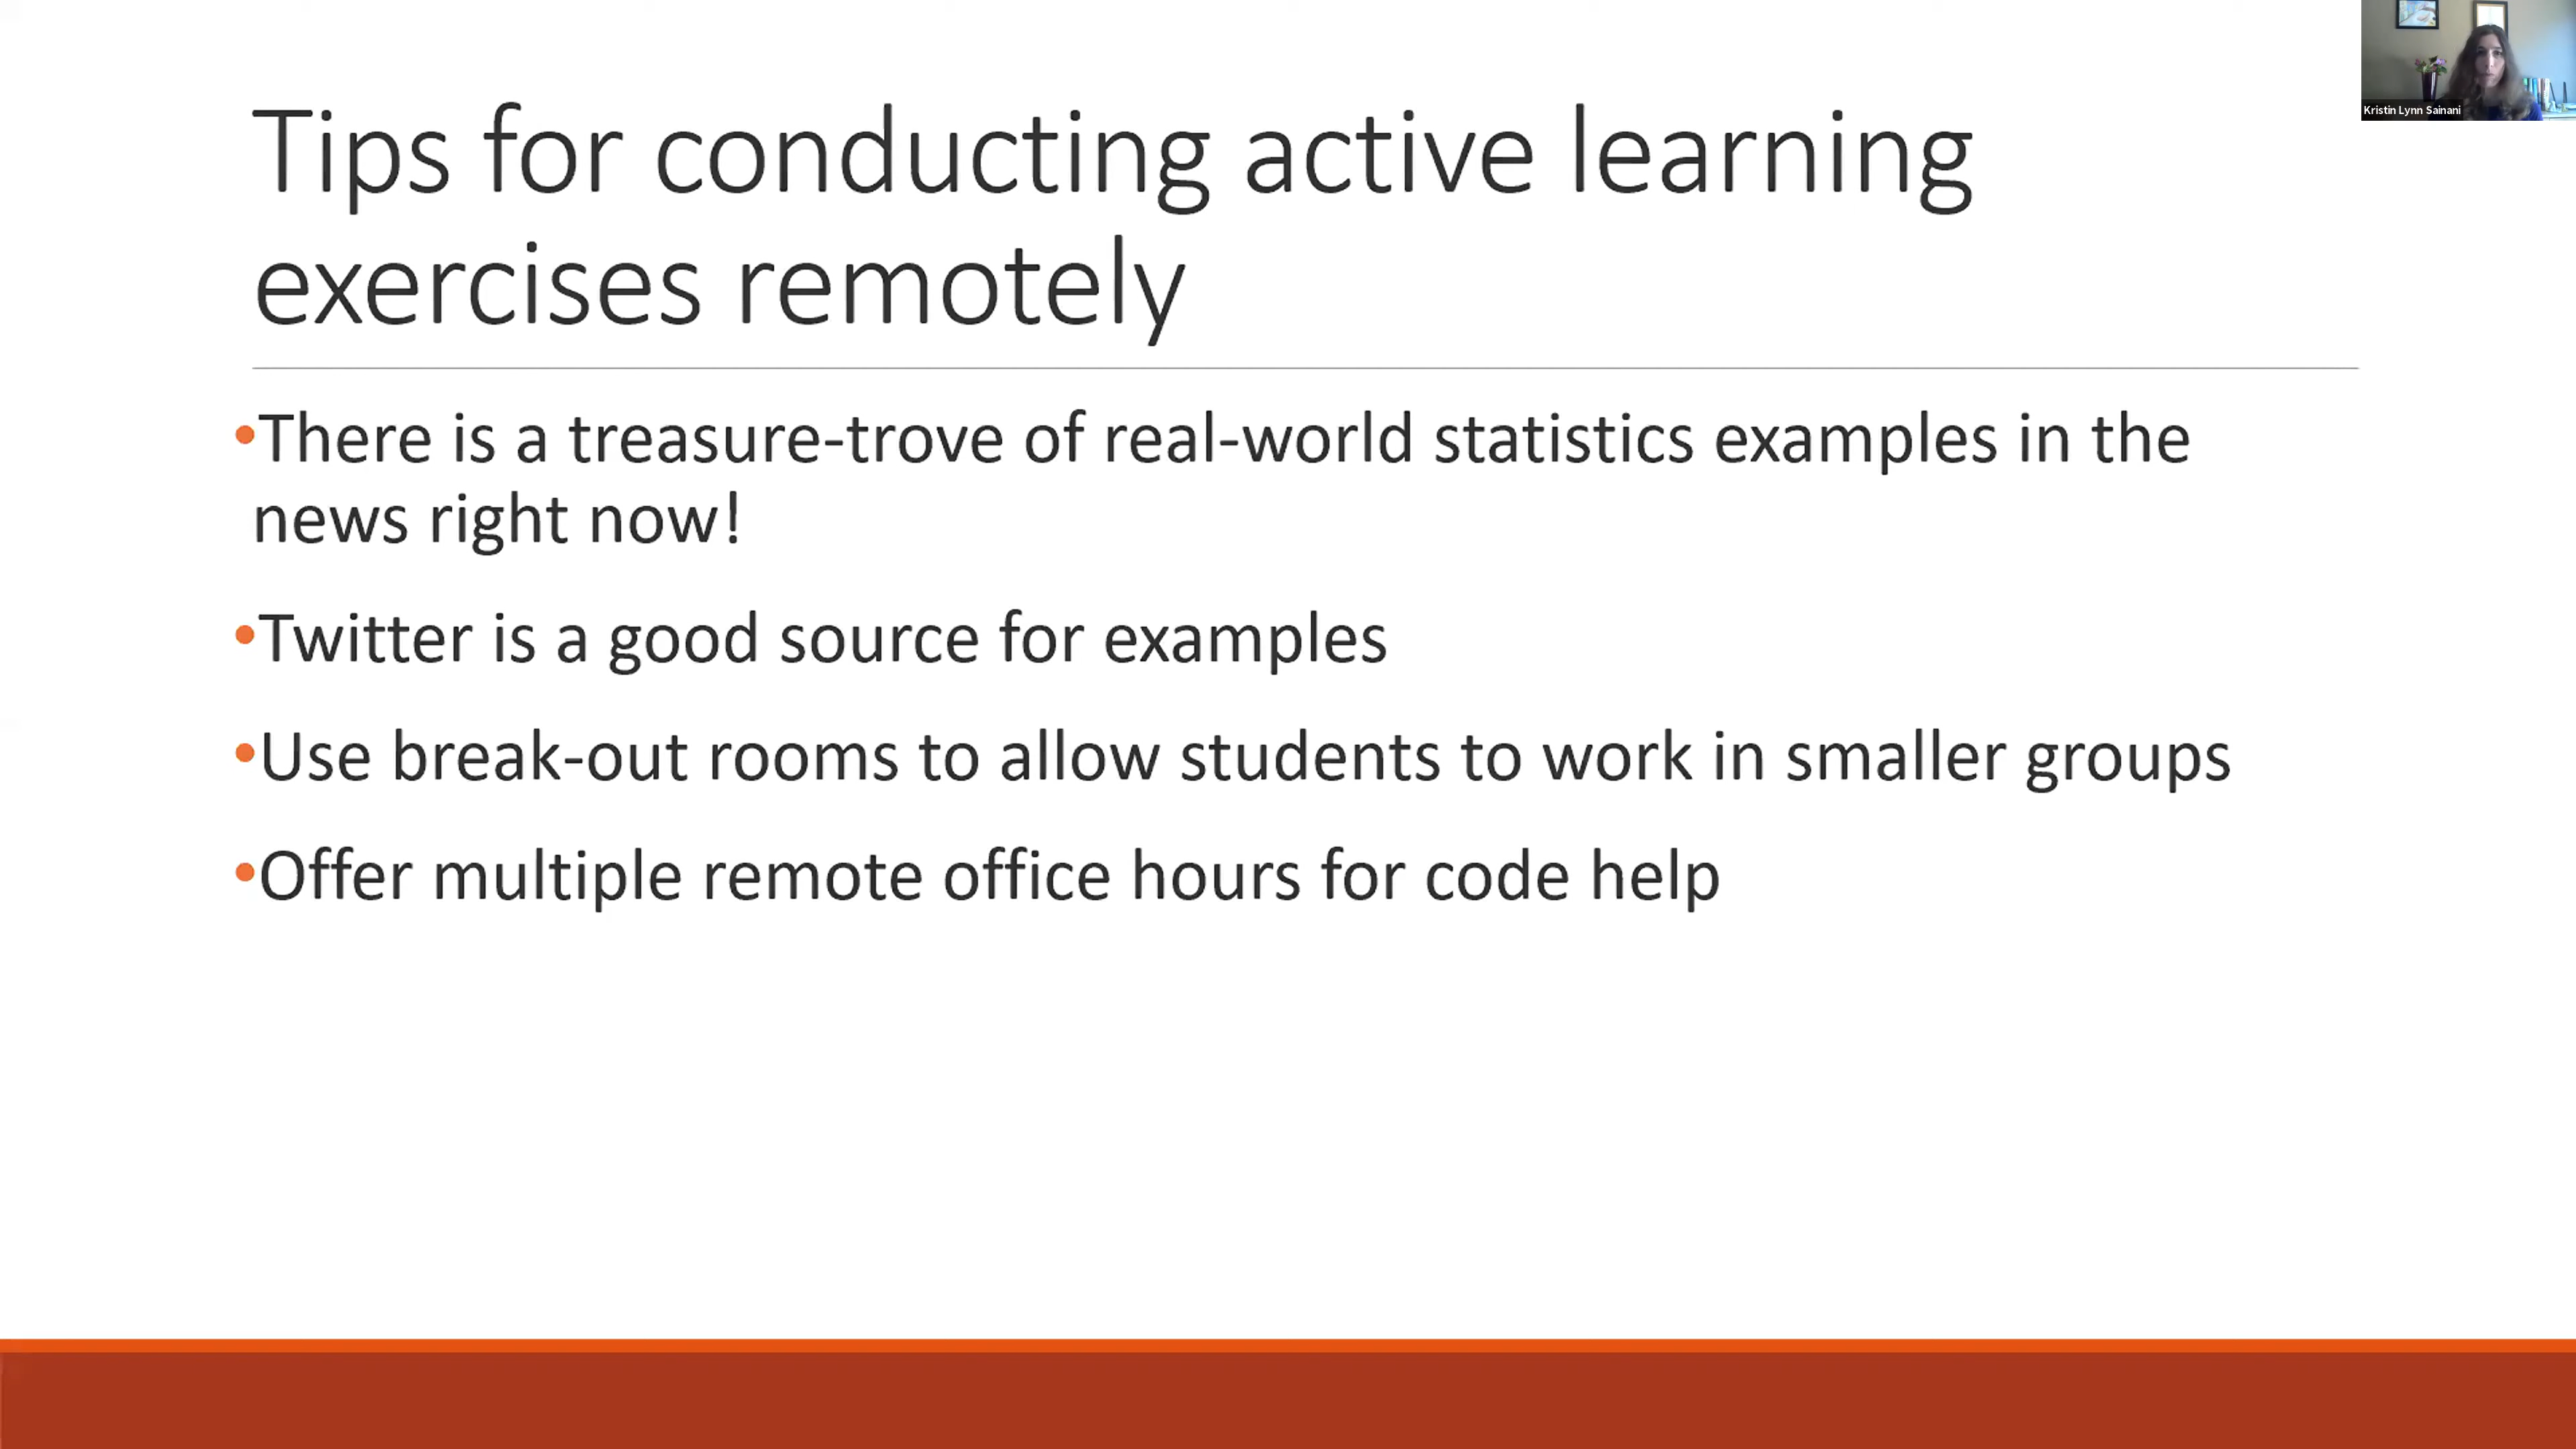 Tips for conducting active learning
exercises remotely
•There is a treasure-trove of real-world statistics examples in the
news right now!
•Twitter is a good source for examples
•Use break-out rooms to allow students to work in smaller groups
•Offer multiple remote office hours for code help
Kristin Lynn Sainani